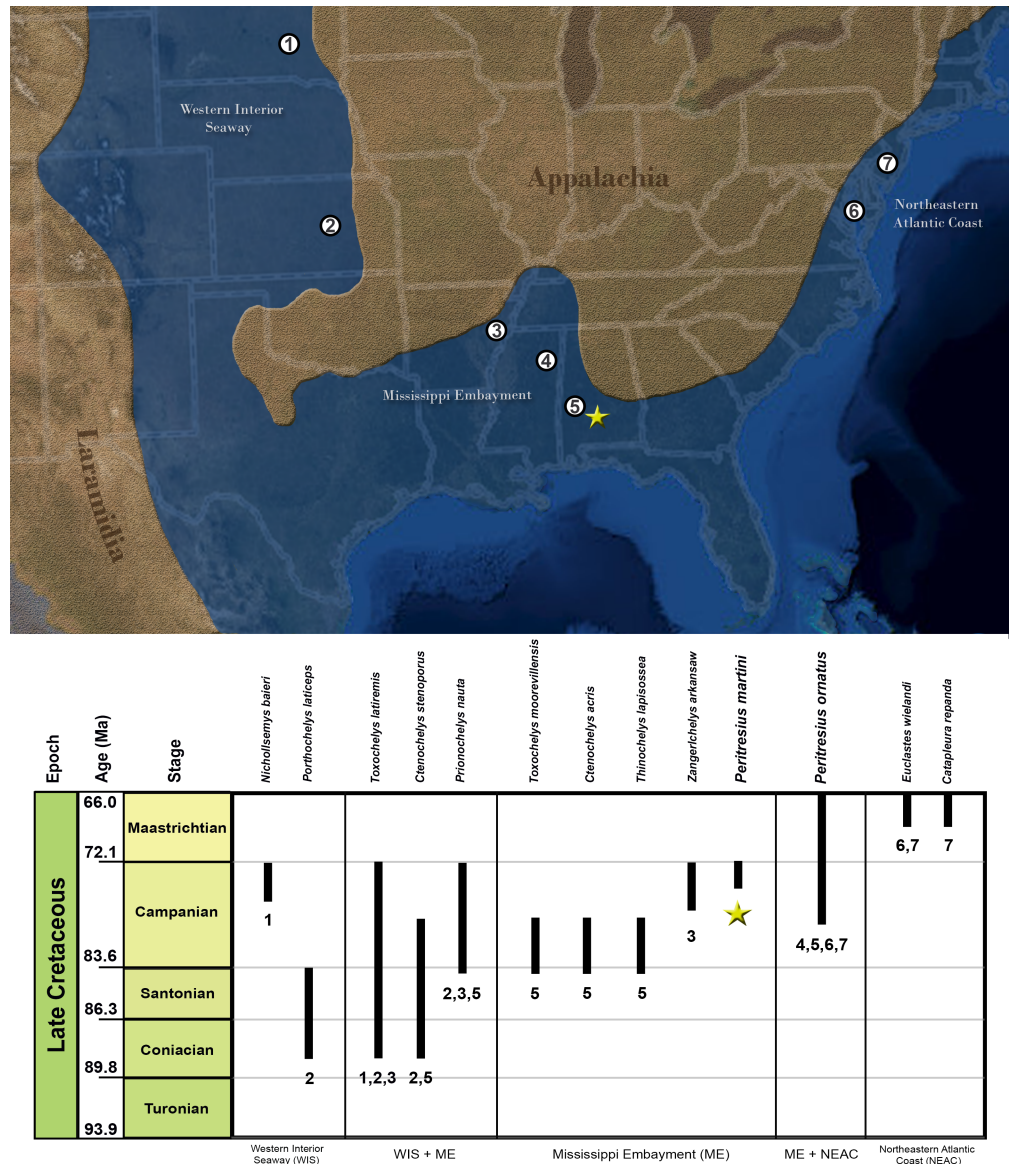 1
Western Interior
Seaway
2
Appalachia
7
6
Northeastern
Atlantic Coast
3
4
Mississippi Embayment
5
Laramidia
Epoch
Age (Ma)
Stage
Nichollsemys baieri
Porthochelys laticeps
Toxochelys latiremis
Ctenochelys stenoporus
Prionochelys nauta
Toxochelys moorevillensis
Ctenochelys acris
Thinochelys lapisossea
Zangerlchelys arkansaw
Peritresius martini
Peritresius ornatus
Euclastes wielandi
Catapleura repanda
Late Cretaceous
66.0
Maastrichtian
6,7
7
72.1
Campanian
1
3
4,5,6,7
83.6
Santonian
2,3,5
5
5
5
86.3
Coniacian
89.8
2
1,2,3
2,5
Turonian
93.9
Western Interior
Seaway (WIS)
WIS + ME
Mississippi Embayment (ME)
ME + NEAC
Northeastern Atlantic
Coast (NEAC)